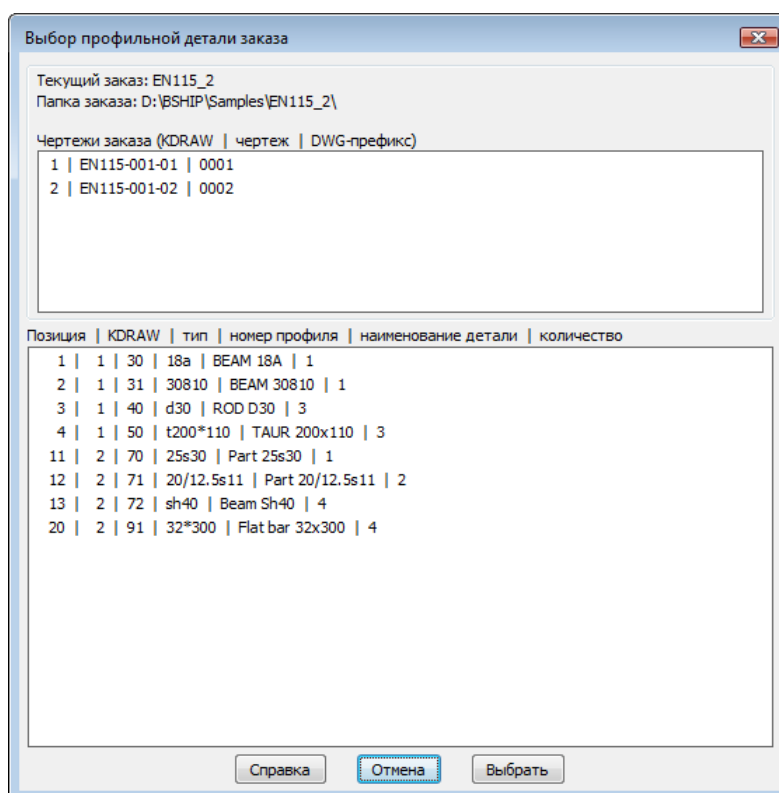 Выбор профильной детали заказа
Текущий заказ: EN115_2
Папка заказа: D:\BSHIP\Samples\EN115_2\
Чертежи заказа (KDRAW | чертеж | DWG-префикс)
1 | EN115-001-01 | 0001
2 | EN115-001-02 | 0002
Позиция | KDRAW | тип | номер профиля | наименование детали | количество
1 | 1 | 30 | 18a | BEAM 18A | 1
2 | 1 | 31 | 30810 | BEAM 30810 | 1
3 | 1 | 40 | d30 | ROD D30 | 3
4 | 1 | 50 | t200*110 | TAUR 200x110 | 3
11 | 2 | 70 | 25s30 | Part 25s30 | 1
12 | 2 | 71 | 20/12.5s11 | Part 20/12.5s11 | 2
13 | 2 | 72 | sh40 | Beam Sh40 | 4
20 | 2 | 91 | 32*300 | Flat bar 32x300 | 4
Справка Отмена Выбрать